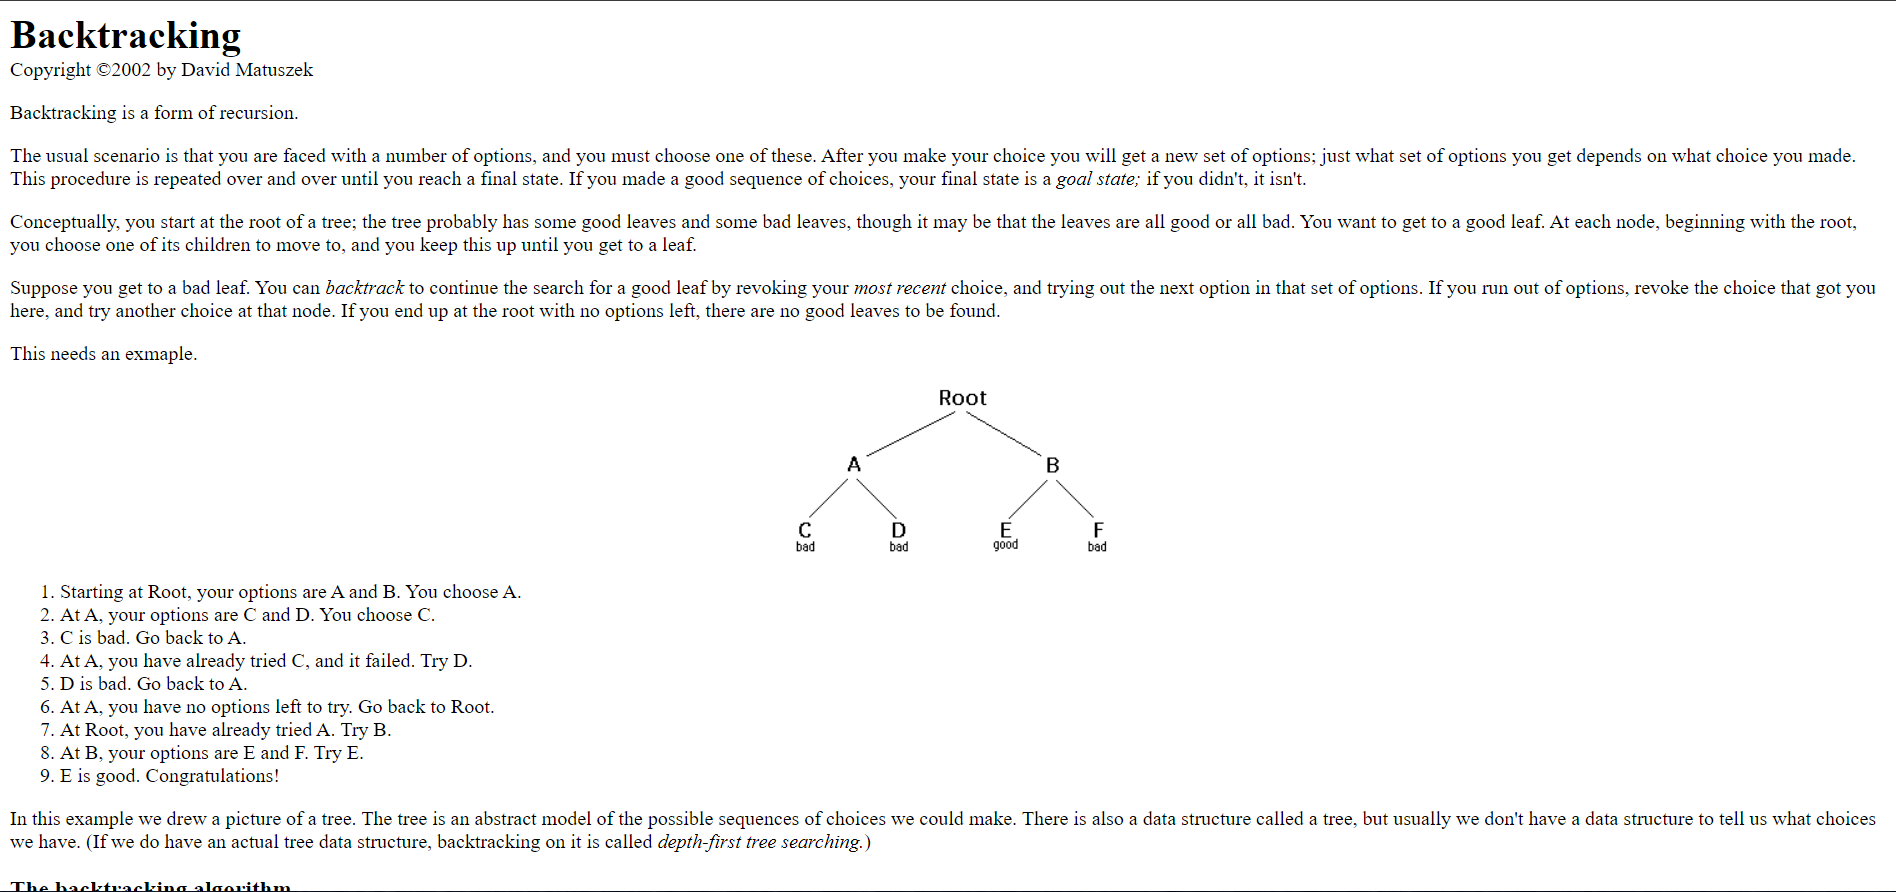 Backtracking
Copyright ©2002 by David Matuszek
Backtracking is a form of recursion.
The usual scenario is that you are faced with a number of options, and you must choose one of these. After you make your choice you will get a new set of options; just what set of options you get depends on what choice you made.
This procedure is repeated over and over until you reach a final state. If you made a good sequence of choices, your final state is a goal state; if you didn't, it isn't.
Conceptually, you start at the root of a tree; the tree probably has some good leaves and some bad leaves, though it may be that the leaves are all good or all bad. You want to get to a good leaf. At each node, beginning with the root,
you choose one of its children to move to, and you keep this up until you get to a leaf.
Suppose you get to a bad leaf. You can backtrack to continue the search for a good leaf by revoking your most recent choice, and trying out the next option in that set of options. If you run out of options, revoke the choice that got you
here, and try another choice at that node. If you end up at the root with no options left, there are no good leaves to be found.
This needs an exmaple.
Root
A B
C D E F
bad bad good bad
1. Starting at Root, your options are A and B. You choose A.
2. At A, your options are C and D. You choose C.
3. C is bad. Go back to A.
4. At A, you have already tried C, and it failed. Try D.
5. D is bad. Go back to A.
6. At A, you have no options left to try. Go back to Root.
7. At Root, you have already tried A. Try B.
8. At B, your options are E and F. Try E.
9. E is good. Congratulations!
In this example we drew a picture of a tree. The tree is an abstract model of the possible sequences of choices we could make. There is also a data structure called a tree, but usually we don't have a data structure to tell us what choices
we have. (If we do have an actual tree data structure, backtracking on it is called depth-first tree searching.)
The backtracking algorithm